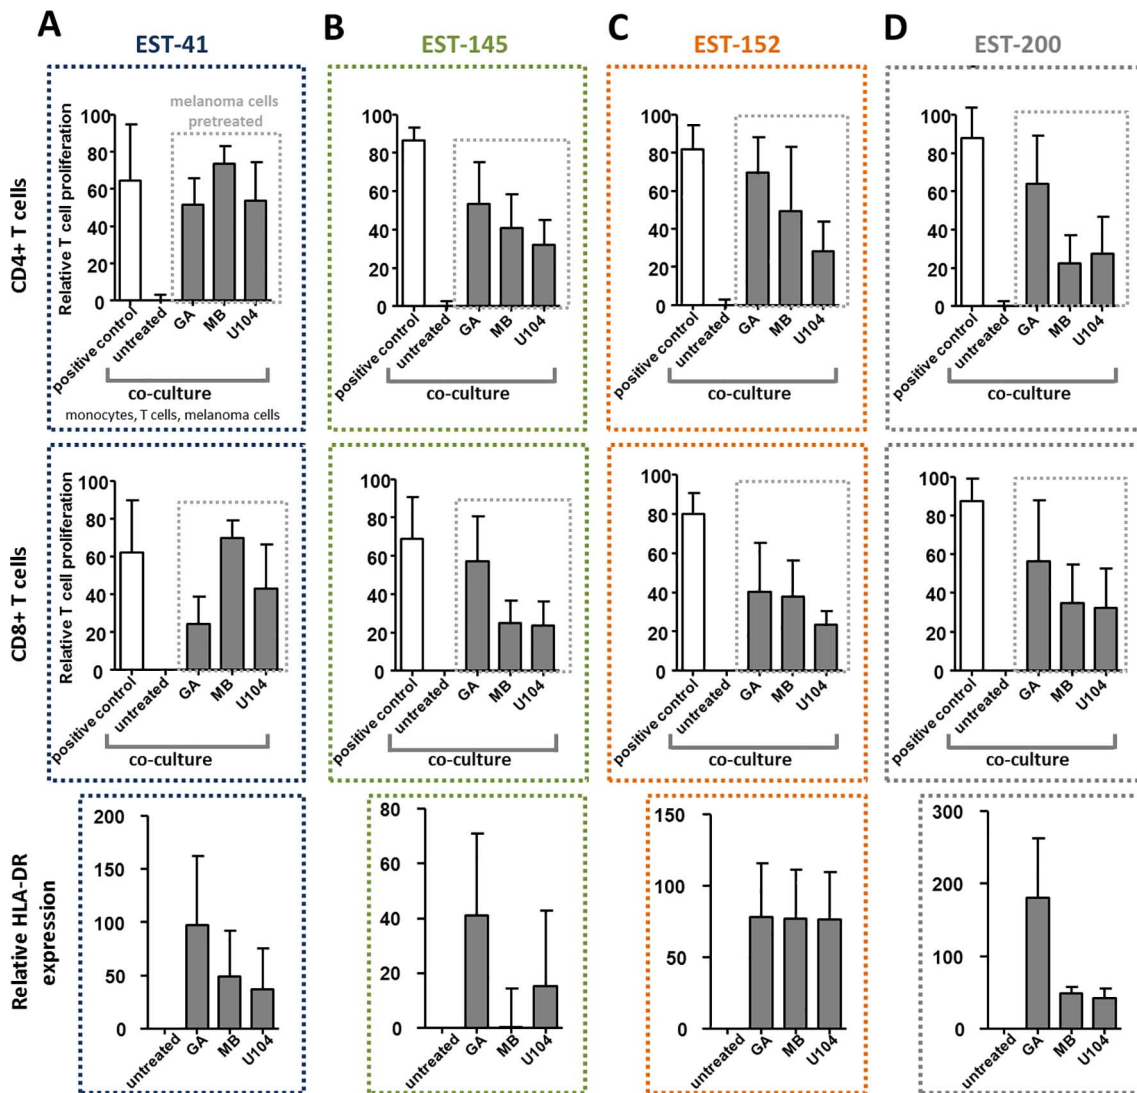 A
EST-41
B
EST-145
C
EST-152
D
EST-200
CD4+ T cells
Relative T cell proliferation
melanoma cells
pretreated
100
80
60
40
20
0
positive control
untreated
GA
MB
U104
co-culture
monocytes, T cells, melanoma cells
100
80
60
40
20
0
positive control
untreated
GA
MB
U104
co-culture
100
80
60
40
20
0
positive control
untreated
GA
MB
U104
co-culture
100
80
60
40
20
0
positive control
untreated
GA
MB
U104
co-culture
CD8+ T cells
Relative T cell proliferation
100
80
60
40
20
0
positive control
untreated
GA
MB
U104
co-culture
100
80
60
40
20
0
positive control
untreated
GA
MB
U104
co-culture
100
80
60
40
20
0
positive control
untreated
GA
MB
U104
co-culture
100
80
60
40
20
0
positive control
untreated
GA
MB
U104
co-culture
Relative HLA-DR
expression
200
150
100
50
0
untreated
GA
MB
U104
80
60
40
20
0
untreated
GA
MB
U104
150
100
50
0
untreated
GA
MB
U104
300
200
100
0
untreated
GA
MB
U104